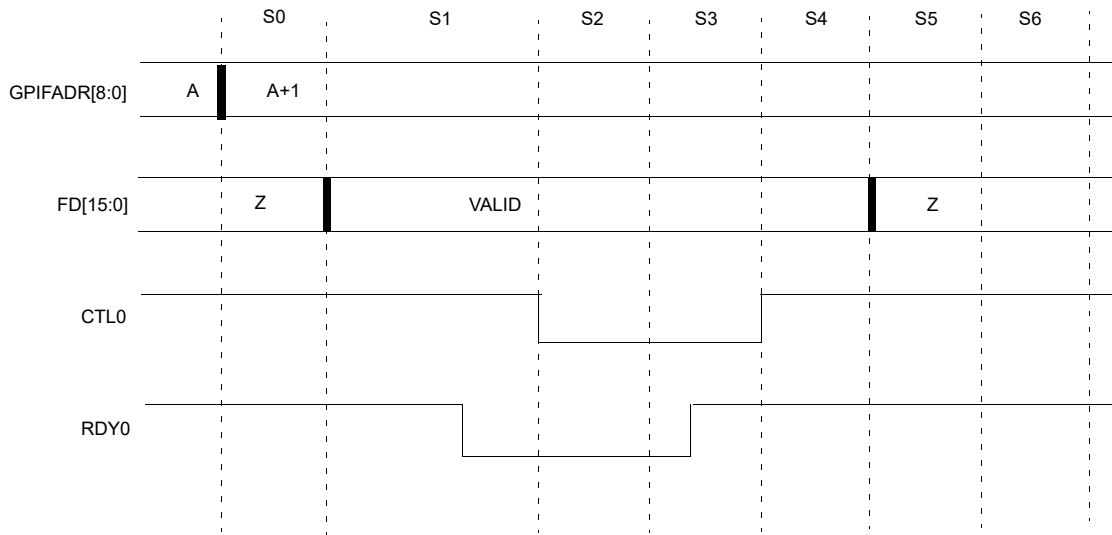 S0 S1 S2 S3 S4 S5 S6
GPIFADR[8:0] A A+1
FD[15:0] Z VALID Z
CTL0
RDY0